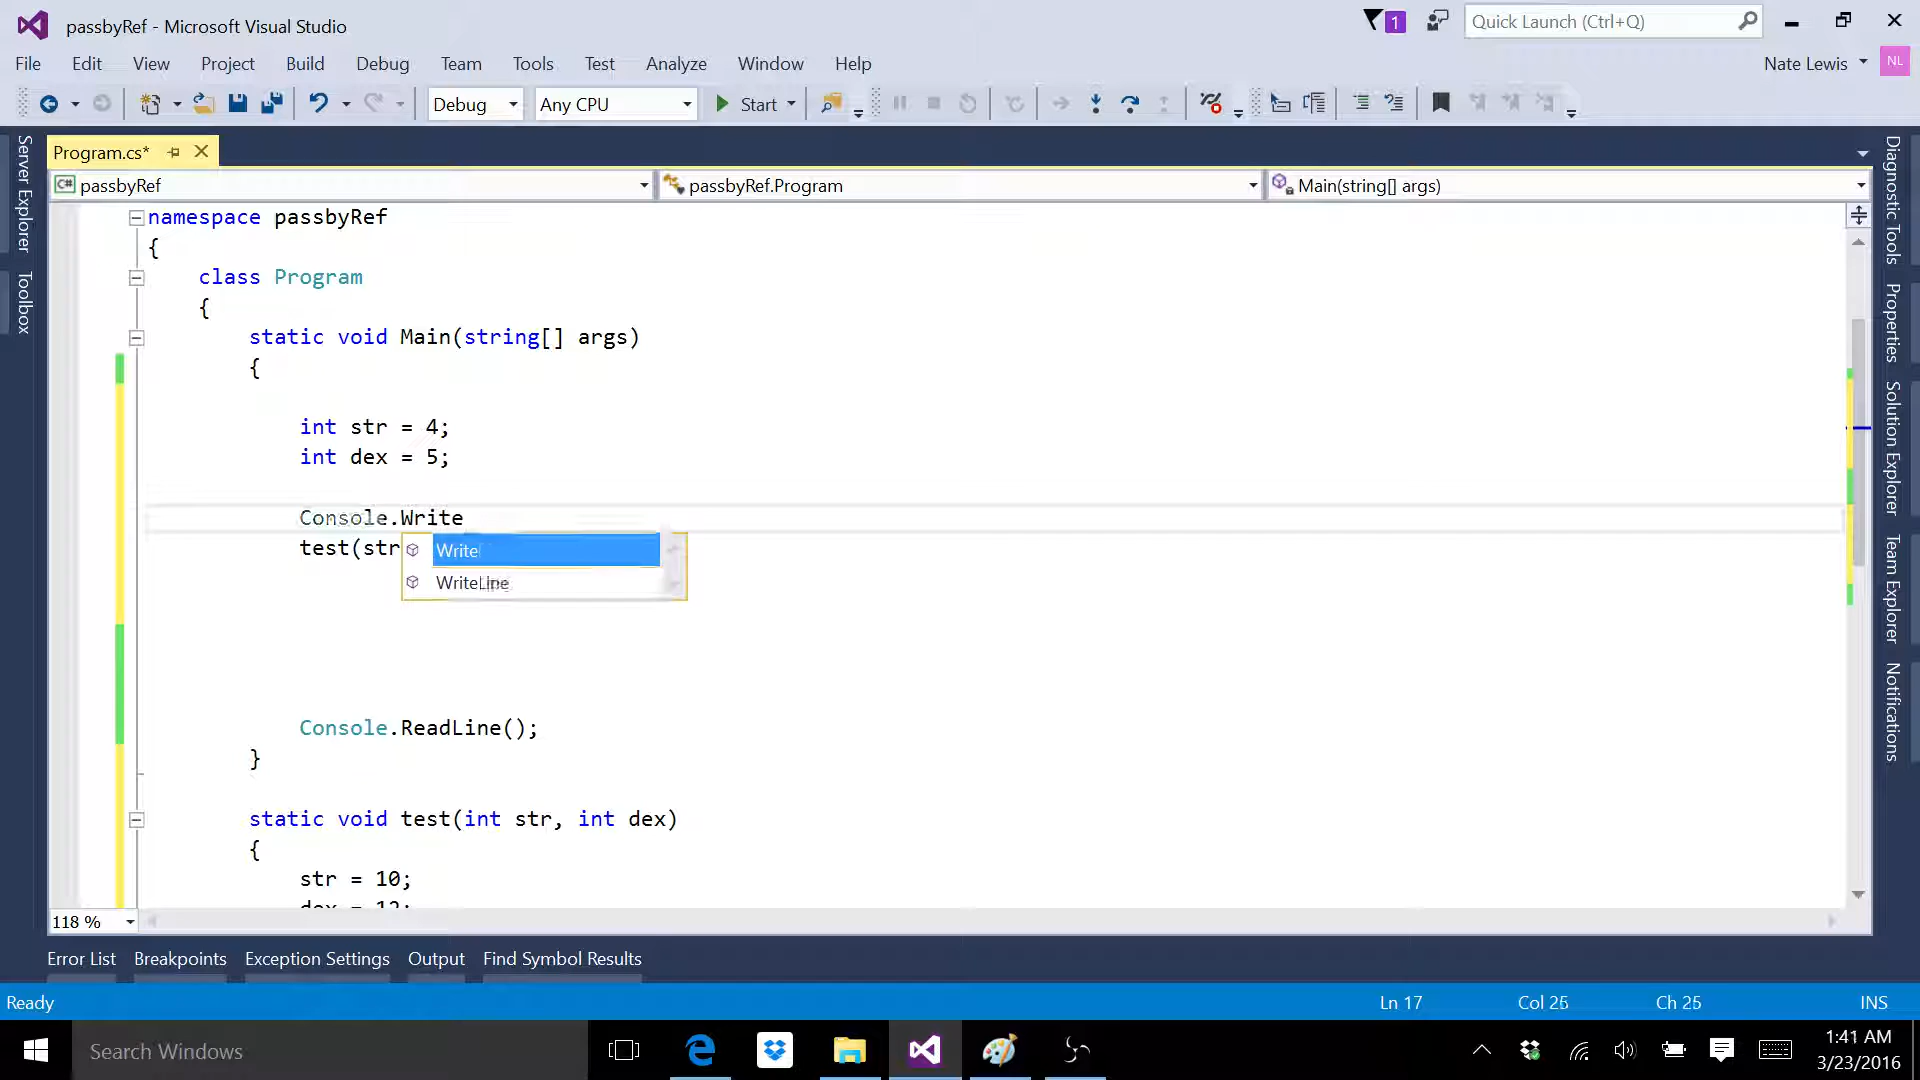 passbyRef - Microsoft Visual Studio
1
Quick Launch (Ctrl+Q)
File Edit View Project Build Debug Team Tools Test Analyze Window Help
Nate Lewis
NL
Debug
Any CPU
Start
Server Explorer
Toolbox
Program.cs*
C# passbyRef
passbyRef.Program
Main(string[] args)
namespace passbyRef
{
class Program
{
static void Main(string[] args)
{
int str = 4;
int dex = 5;
Console.Write
test(str
Write
WriteLine
Console.ReadLine();
}
static void test(int str, int dex)
{
str = 10;
dex = 12;
118 %
Diagnostic Tools
Properties
Solution Explorer
Team Explorer
Notifications
Error List Breakpoints Exception Settings Output Find Symbol Results
Ready
Ln 17
Col 25
Ch 25
INS
Search Windows
1:41 AM
3/23/2016